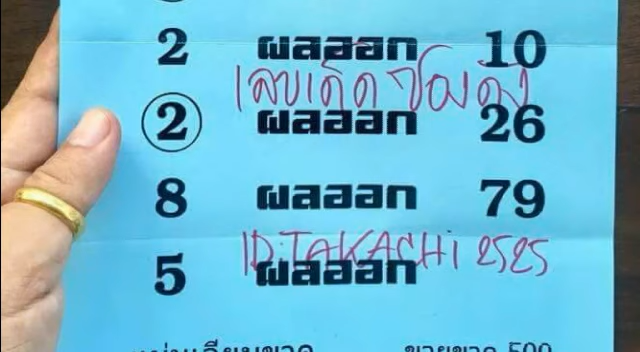 2 ผลออก 10
เลขเด็ด ช่องดัง
2 ผลออก 26
8 ผลออก 79
ID:TAKACHi 2525
5 ผลออก